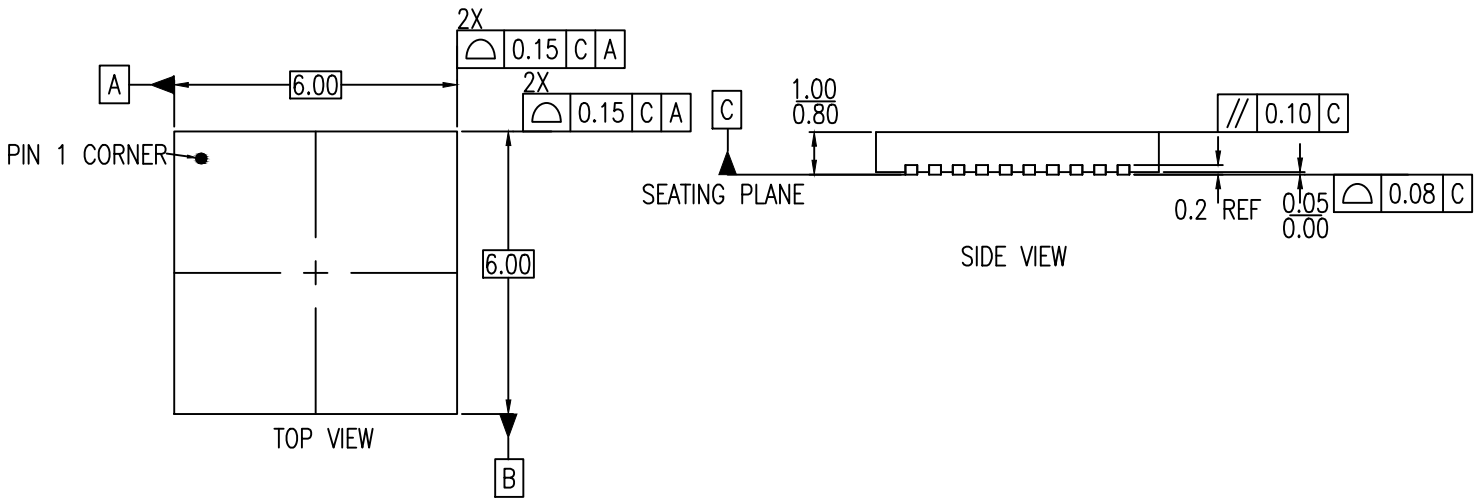 2X
0.15 C A
A
6.00
2X
0.15 C A
PIN 1 CORNER
6.00
TOP VIEW
B
C
1.00
0.80
// 0.10 C
SEATING PLANE
0.2 REF
0.05
0.00
0.08 C
SIDE VIEW